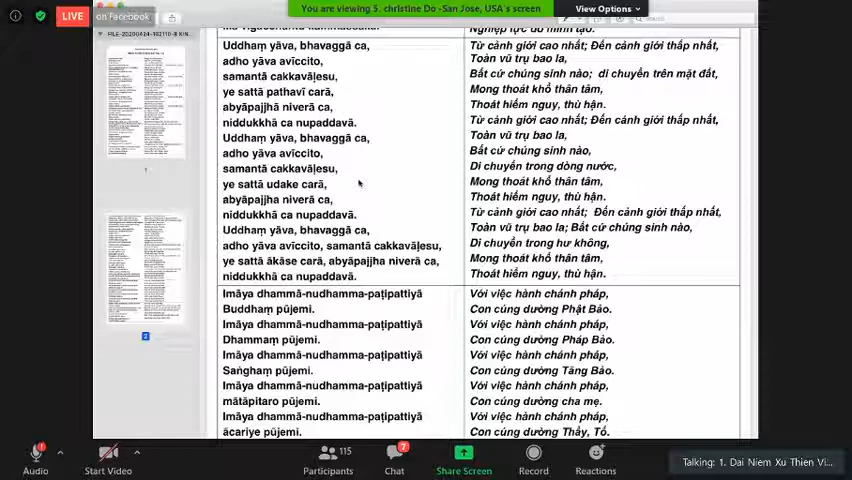 You are viewing 5. christine Do -San Jose, USA's screen
View Options
LIVE
on Facebook
FILE-20200424-182110-8 KIN...
Search
Nghiệp lực do mình tạo.
Uddhaṃ yāva, bhavaggā ca,
adho yāva avīccito,
samantā cakkavāḷesu,
ye sattā pathavī carā,
abyāpajjhā niverā ca,
niddukkhā ca nupaddavā.
Uddhaṃ yāva, bhavaggā ca,
adho yāva avīccito,
samantā cakkavāḷesu,
ye sattā udake carā,
abyāpajjha niverā ca,
niddukkhā ca nupaddavā.
Uddhaṃ yāva, bhavaggā ca,
adho yāva avīccito, samantā cakkavāḷesu,
ye sattā ākāse carā, abyāpajjha niverā ca,
niddukkhā ca nupaddavā.
Từ cảnh giới cao nhất; Đến cảnh giới thấp nhất,
Toàn vũ trụ bao la,
Bất cứ chúng sinh nào; di chuyển trên mặt đất,
Mong thoát khổ thân tâm,
Thoát hiểm nguy, thù hận.
Từ cảnh giới cao nhất; Đến cảnh giới thấp nhất,
Toàn vũ trụ bao la,
Bất cứ chúng sinh nào,
Di chuyển trong dòng nước,
Mong thoát khổ thân tâm,
Thoát hiểm nguy, thù hận.
Từ cảnh giới cao nhất; Đến cảnh giới thấp nhất,
Toàn vũ trụ bao la; Bất cứ chúng sinh nào,
Di chuyển trong hư không,
Mong thoát khổ thân tâm,
Thoát hiểm nguy, thù hận.
Imāya dhammā-nudhamma-paṭipattiyā
Buddhaṃ pūjemi.
Imāya dhammā-nudhamma-paṭipattiyā
Dhammaṃ pūjemi.
Imāya dhammā-nudhamma-paṭipattiyā
Saṅghaṃ pūjemi.
Imāya dhammā-nudhamma-paṭipattiyā
mātāpitaro pūjemi.
Imāya dhammā-nudhamma-paṭipattiyā
ācariye pūjemi.
Với việc hành chánh pháp,
Con cúng dường Phật Bảo.
Với việc hành chánh pháp,
Con cúng dường Pháp Bảo.
Với việc hành chánh pháp,
Con cúng dường Tăng Bảo.
Với việc hành chánh pháp,
Con cúng dường cha mẹ.
Với việc hành chánh pháp,
Con cúng dường Thầy, Tổ.
1
2
Audio
Start Video
115
Participants
7
Chat
Share Screen
Record
Reactions
Talking: 1. Dai Niem Xu Thien Vi...